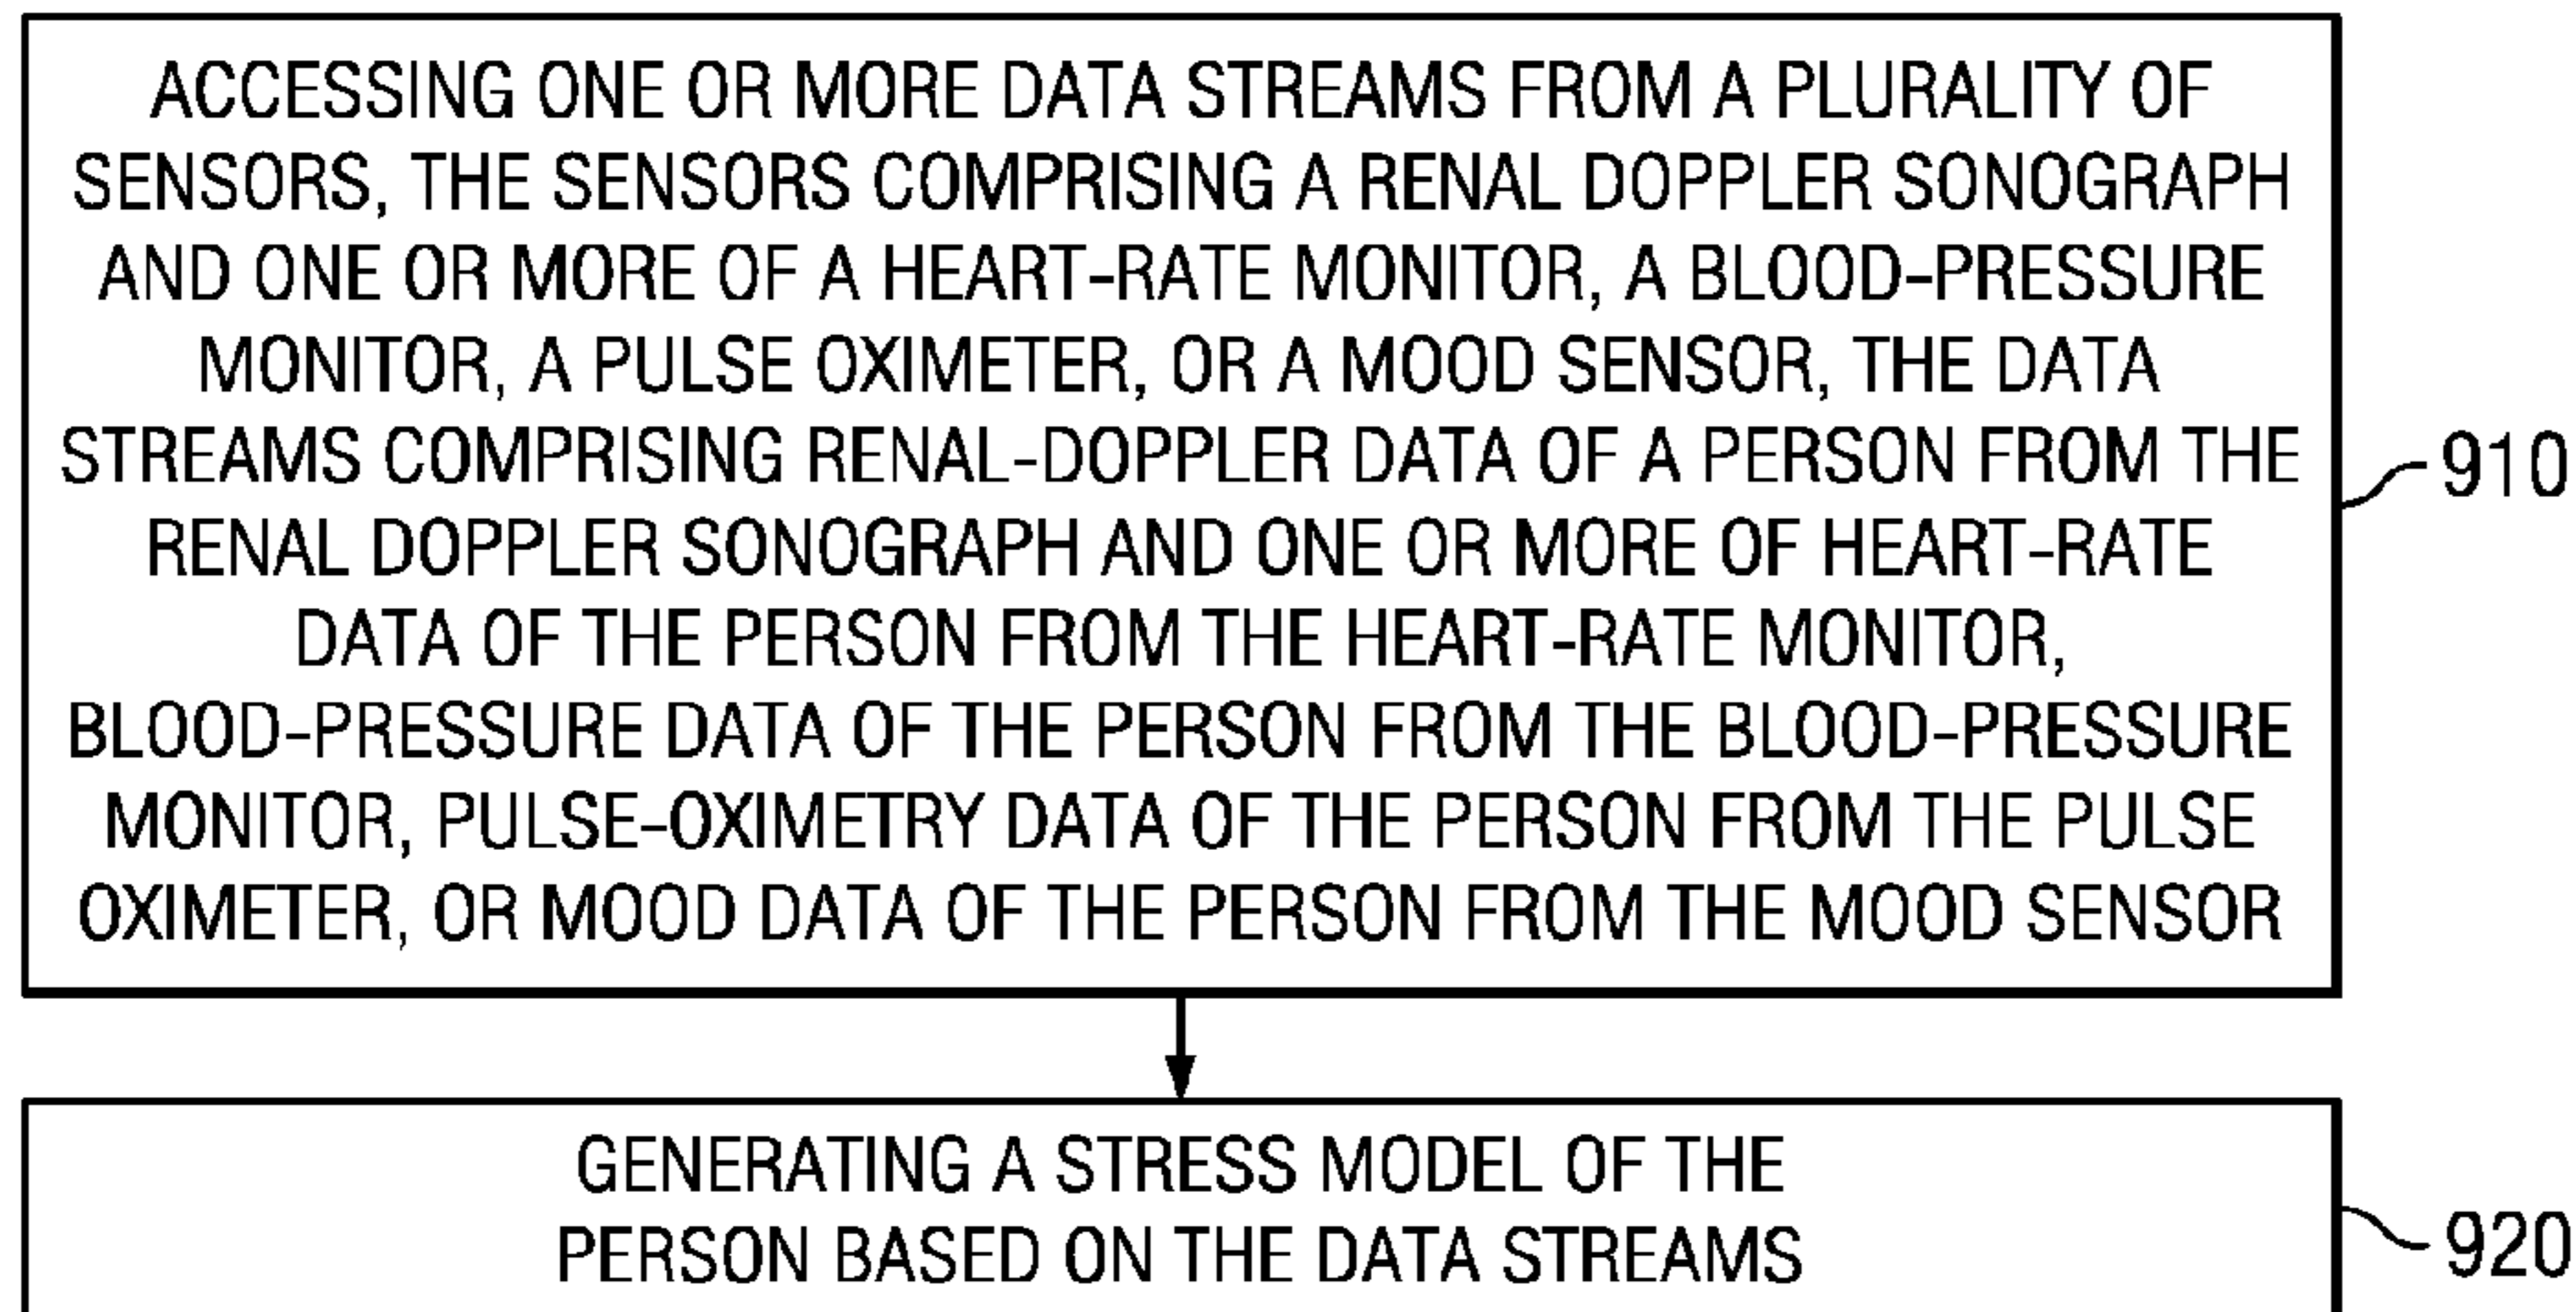 ACCESSING ONE OR MORE DATA STREAMS FROM A PLURALITY OF
SENSORS, THE SENSORS COMPRISING A RENAL DOPPLER SONOGRAPH
AND ONE OR MORE OF A HEART-RATE MONITOR, A BLOOD-PRESSURE
MONITOR, A PULSE OXIMETER, OR A MOOD SENSOR, THE DATA
STREAMS COMPRISING RENAL-DOPPLER DATA OF A PERSON FROM THE
RENAL DOPPLER SONOGRAPH AND ONE OR MORE OF HEART-RATE
DATA OF THE PERSON FROM THE HEART-RATE MONITOR,
BLOOD-PRESSURE DATA OF THE PERSON FROM THE BLOOD-PRESSURE
MONITOR, PULSE-OXIMETRY DATA OF THE PERSON FROM THE PULSE
OXIMETER, OR MOOD DATA OF THE PERSON FROM THE MOOD SENSOR
910
GENERATING A STRESS MODEL OF THE
PERSON BASED ON THE DATA STREAMS
920